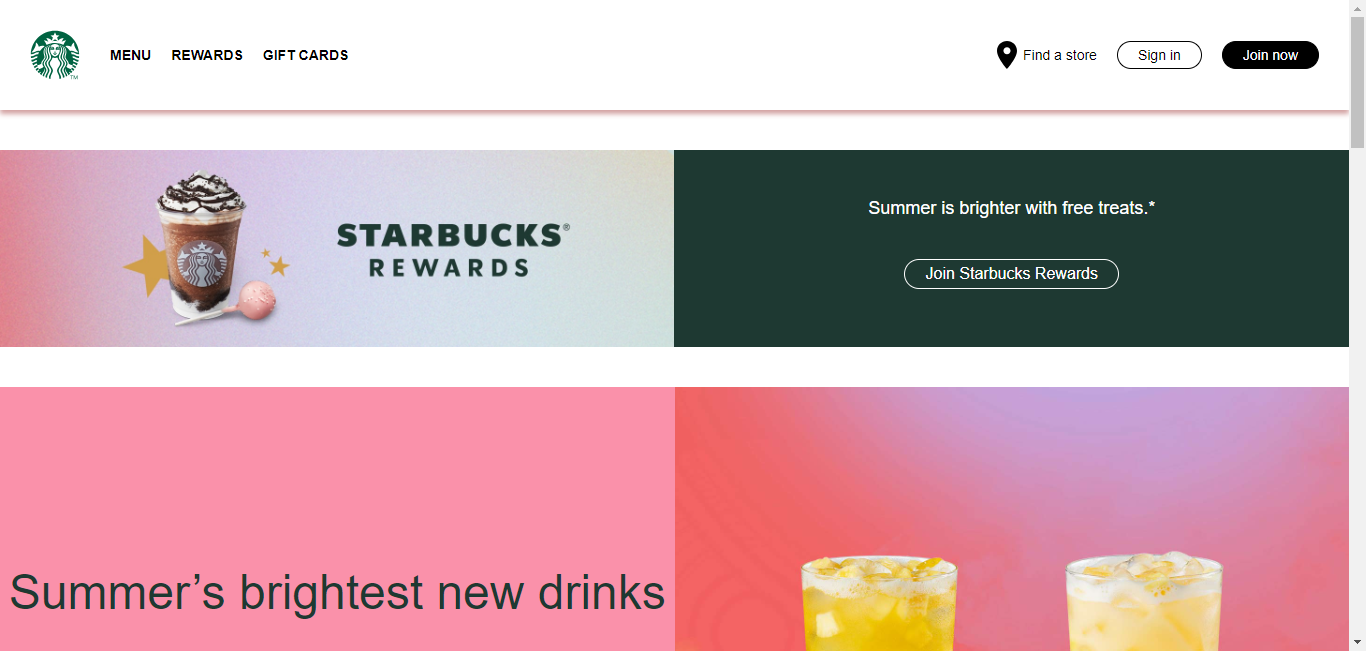 MENU
REWARDS
GIFT CARDS
Find a store
Sign in
Join now
TM
STARBUCKS®
REWARDS
Summer is brighter with free treats.*
Join Starbucks Rewards
Summer’s brightest new drinks